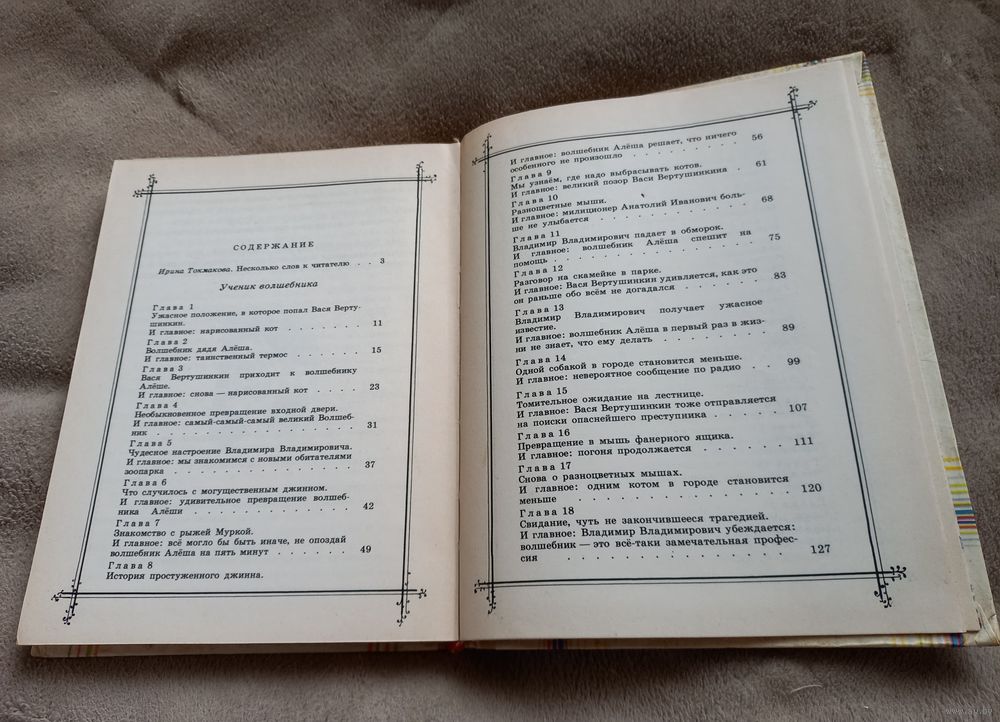 СОДЕРЖАНИЕ
Ирина Токмакова. Несколько слов к читателю . . 3
Ученик волшебника
Глава 1
Ужасное положение, в которое попал Вася Верту-
шинкин.
И главное: нарисованный кот . . . . . . 11
Глава 2
Волшебник дядя Алёша.
И главное: таинственный термос . . . . . . 15
Глава 3
Вася Вертушинкин приходит к волшебнику
Алёше.
И главное: снова — нарисованный кот . . . . 23
Глава 4
Необыкновенное превращение входной двери.
И главное: самый-самый-самый великий Волшеб-
ник . . . . . . . . . . . . . . . 31
Глава 5
Чудесное настроение Владимира Владимировича.
И главное: мы знакомимся с новыми обитателями
зоопарка . . . . . . . . . . . . . 37
Глава 6
Что случилось с могущественным джинном.
И главное: удивительное превращение волшеб-
ника Алёши . . . . . . . . . . . . 42
Глава 7
Знакомство с рыжей Муркой.
И главное: всё могло бы быть иначе, не опоздай
волшебник Алёша на пять минут . . . . . . 49
Глава 8
История простуженного джинна.
И главное: волшебник Алёша решает, что ничего
особенного не произошло . . . . . . . . 56
Глава 9
Мы узнаём, где надо выбрасывать котов.
И главное: великий позор Васи Вертушинкина . 61
Глава 10
Разноцветные мыши.
И главное: милиционер Анатолий Иванович боль-
ше не улыбается . . . . . . . . . . 68
Глава 11
Владимир Владимирович падает в обморок.
И главное: волшебник Алёша спешит на
помощь . . . . . . . . . . . . . 75
Глава 12
Разговор на скамейке в парке.
И главное: Вася Вертушинкин удивляется, как это
он раньше обо всём не догадался . . . . . 83
Глава 13
Владимир Владимирович получает ужасное
известие.
И главное: волшебник Алёша в первый раз в жиз-
ни не знает, что ему делать . . . . . . . 89
Глава 14
Одной собакой в городе становится меньше.
И главное: невероятное сообщение по радио . . 99
Глава 15
Томительное ожидание на лестнице.
И главное: Вася Вертушинкин тоже отправляется
на поиски опаснейшего преступника . . . . . 107
Глава 16
Превращение в мышь фанерного ящика.
И главное: погоня продолжается . . . . . . 111
Глава 17
Снова о разноцветных мышах.
И главное: одним котом в городе становится
меньше . . . . . . . . . . . . . 120
Глава 18
Свидание, чуть не закончившееся трагедией.
И главное: Владимир Владимирович убеждается:
волшебник — это всё-таки замечательная профес-
сия . . . . . . . . . . . . . . 127